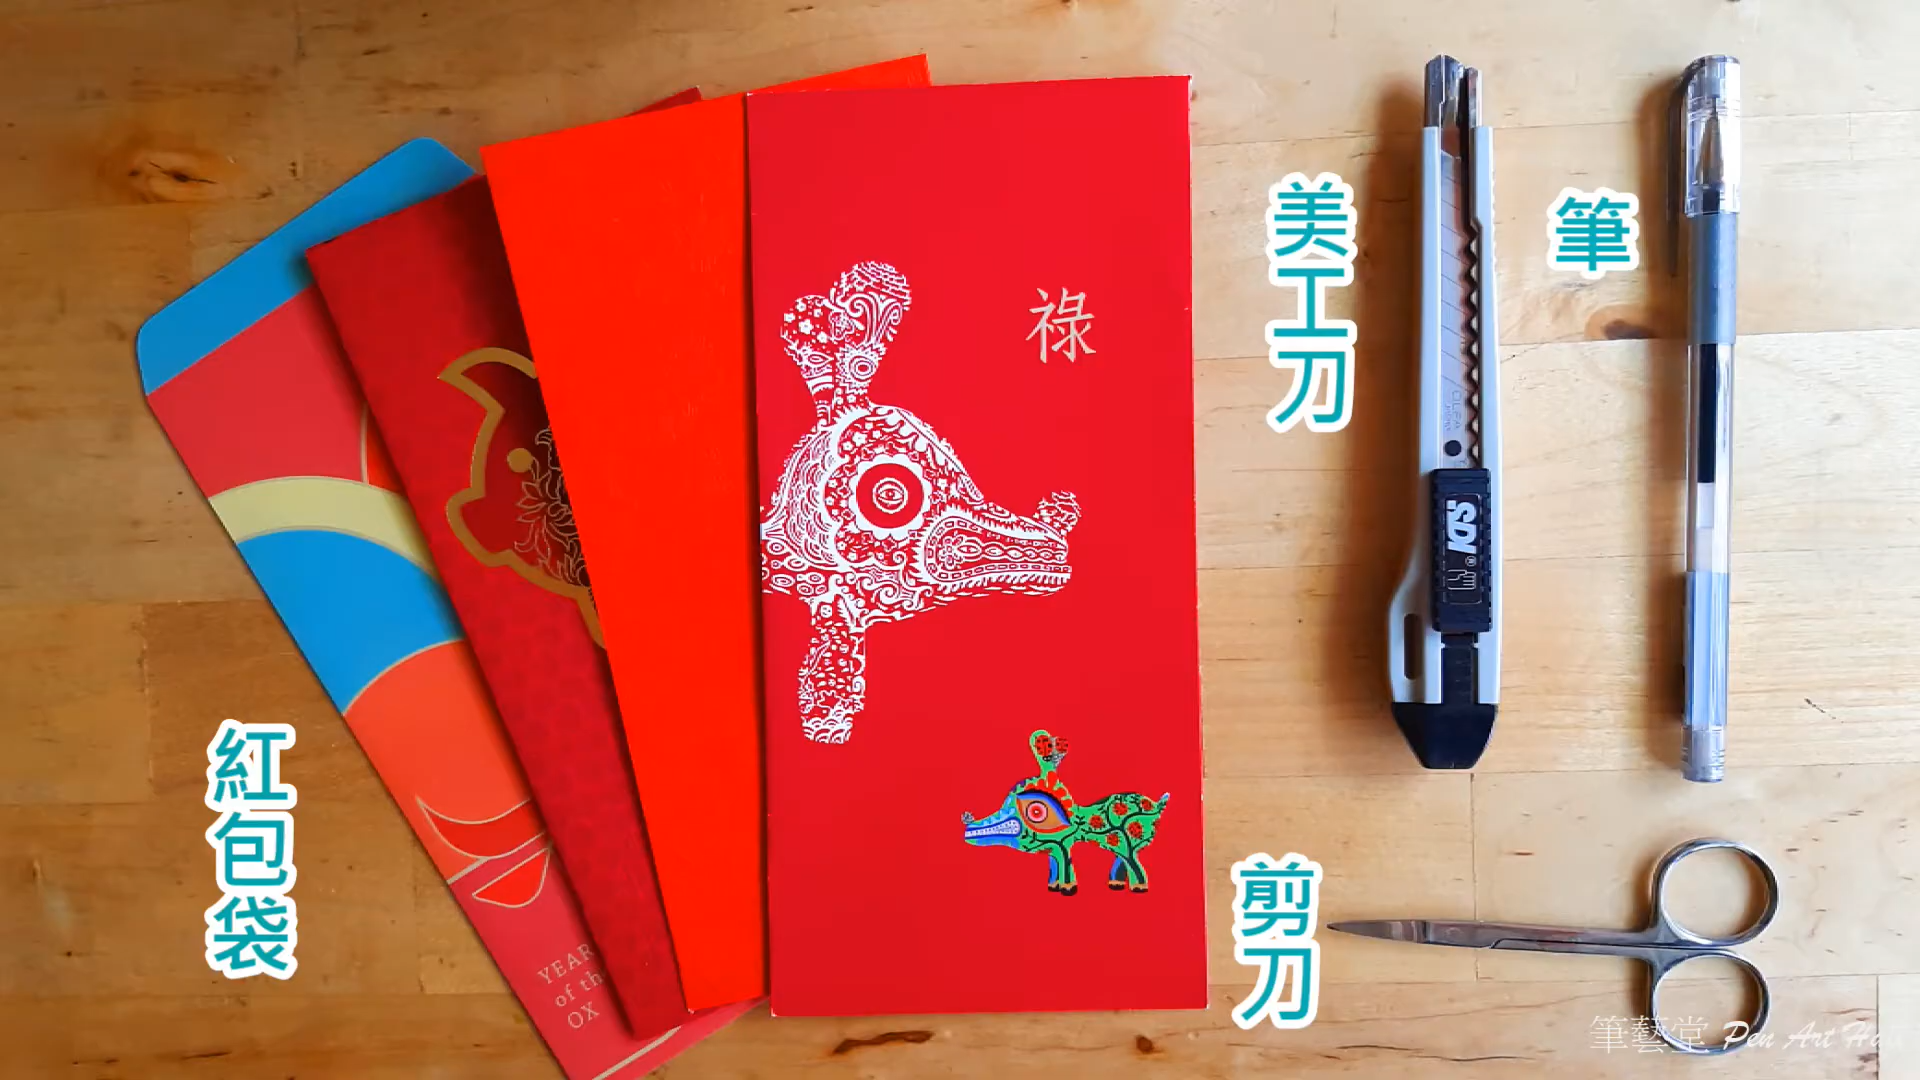 祿
美工刀
筆
SDI
紅包袋
剪刀
YEAR
of th
OX
筆藝堂 Pen Art Hall